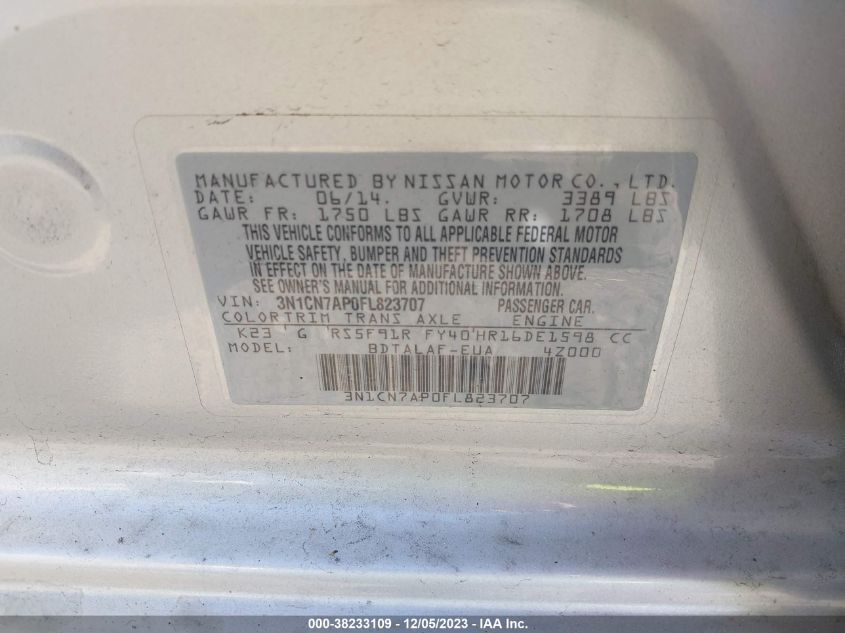 MANUFACTURED BY NISSAN MOTOR CO., LTD.
DATE: 06/14. GVWR: 3389 LBS
GAWR FR: 1750 LBS GAWR RR: 1708 LBS
THIS VEHICLE CONFORMS TO ALL APPLICABLE FEDERAL MOTOR
VEHICLE SAFETY, BUMPER AND THEFT PREVENTION STANDARDS
IN EFFECT ON THE DATE OF MANUFACTURE SHOWN ABOVE.
SEE OWNER'S MANUAL FOR ADDITIONAL INFORMATION.
VIN: 3N1CN7AP0FL823707 PASSENGER CAR.
COLOR TRIM TRANS AXLE ENGINE
K23 'G 'RS5F91R FY40'HR16DE1598 CC
MODEL: BDTALAF-EUA 4Z000
3N1CN7AP0FL823707
000-38233109 - 12/05/2023 - IAA Inc.